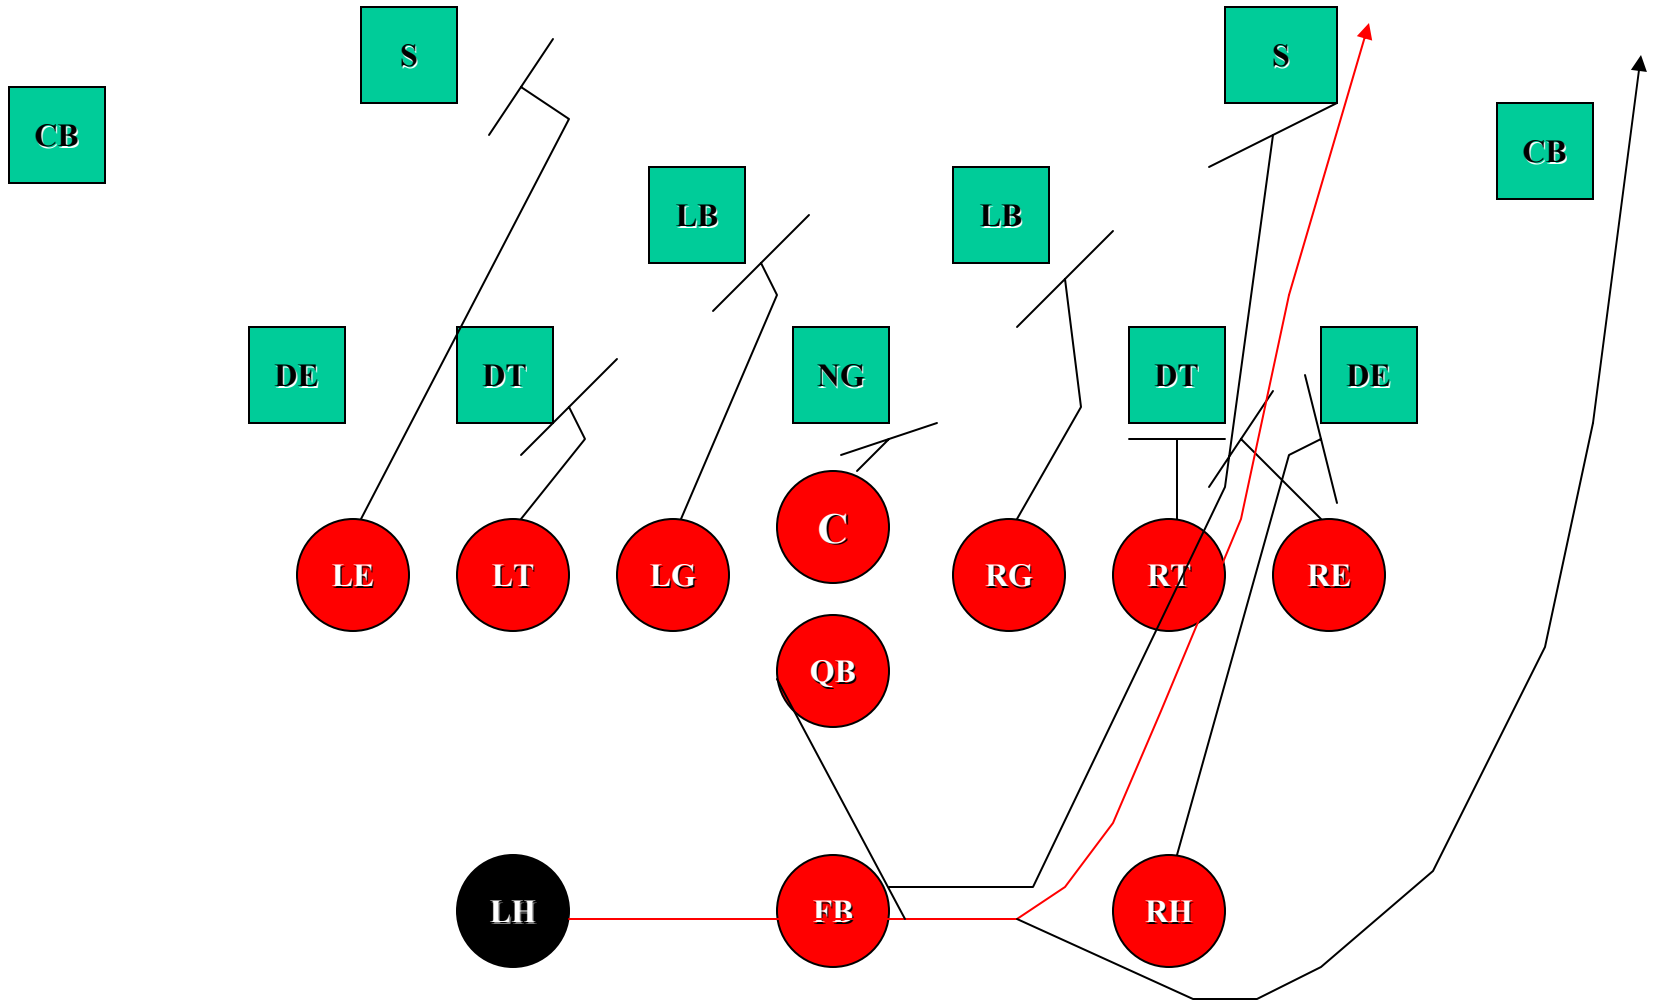 S
S
CB
CB
LB
LB
DE
DT
NG
DT
DE
C
LE
LT
LG
RG
RT
RE
QB
LH
FB
RH